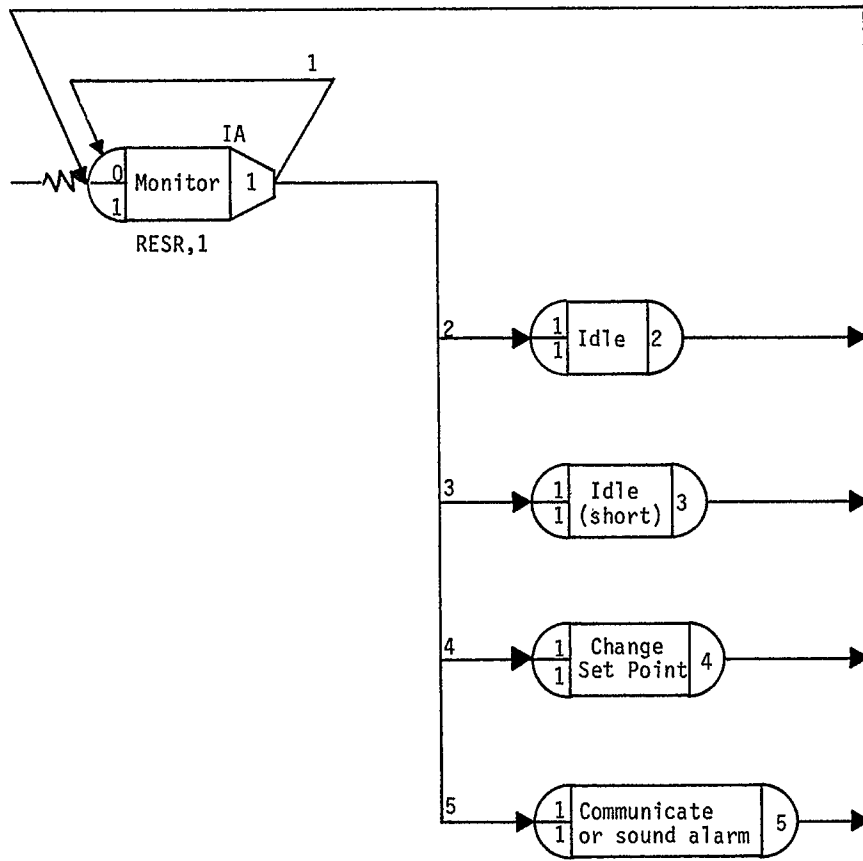 1
IA
0
1
Monitor
1
RESR,1
2
1
1
Idle
2
3
1
1
Idle
(short)
3
4
1
1
Change
Set Point
4
5
1
1
Communicate
or sound alarm
5